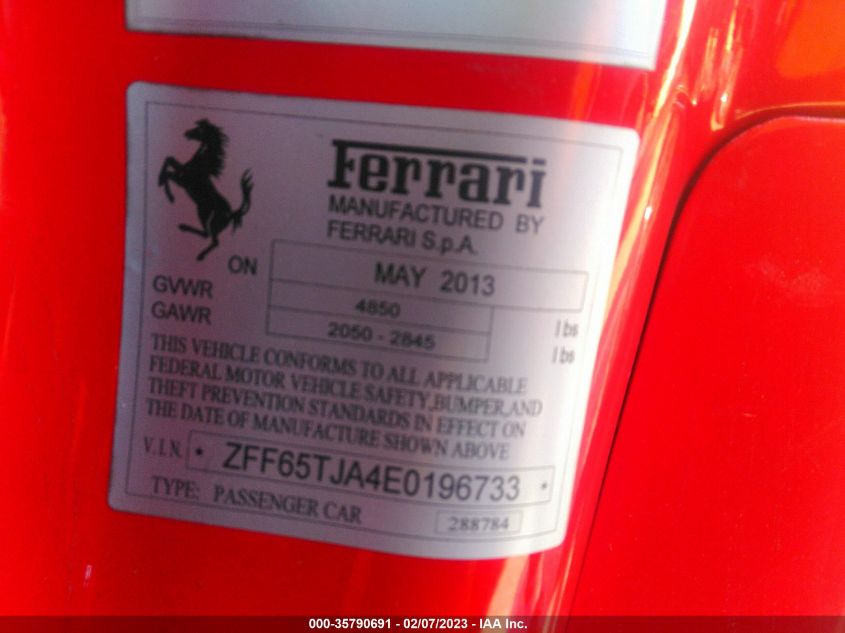 Ferrari
MANUFACTURED BY
FERRARI S.p.A.
ON MAY 2013
GVWR 4850 lbs
GAWR 2050 - 2845 lbs
THIS VEHICLE CONFORMS TO ALL APPLICABLE
FEDERAL MOTOR VEHICLE SAFETY,BUMPER,AND
THEFT PREVENTION STANDARDS IN EFFECT ON
THE DATE OF MANUFACTURE SHOWN ABOVE
V.I.N. * ZFF65TJA4E0196733 *
TYPE: PASSENGER CAR 288784
000-35790691 - 02/07/2023 - IAA Inc.